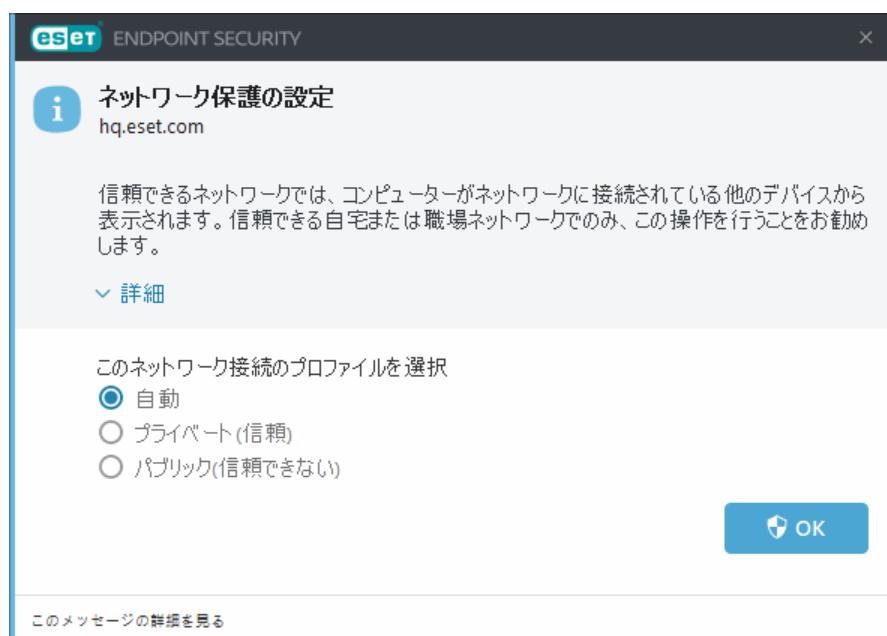 eset ENDPOINT SECURITY
ネットワーク保護の設定
hq.eset.com
信頼できるネットワークでは、コンピューターがネットワークに接続されている他のデバイスから
表示されます。信頼できる自宅または職場ネットワークでのみ、この操作を行うことをお勧め
します。
詳細
このネットワーク接続のプロファイルを選択
自動
プライベート(信頼)
パブリック(信頼できない)
OK
このメッセージの詳細を見る